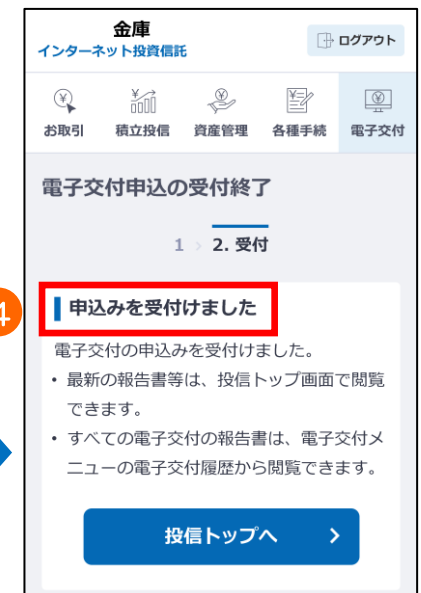 金庫
インターネット投資信託
ログアウト
お取引 積立投信 資産管理 各種手続 電子交付
電子交付申込の受付終了
1 > 2. 受付
4
申込みを受付けました
電子交付の申込みを受付けました。
• 最新の報告書等は、投信トップ画面で閲覧
できます。
• すべての電子交付の報告書は、電子交付メ
ニューの電子交付履歴から閲覧できます。
投信トップへ >